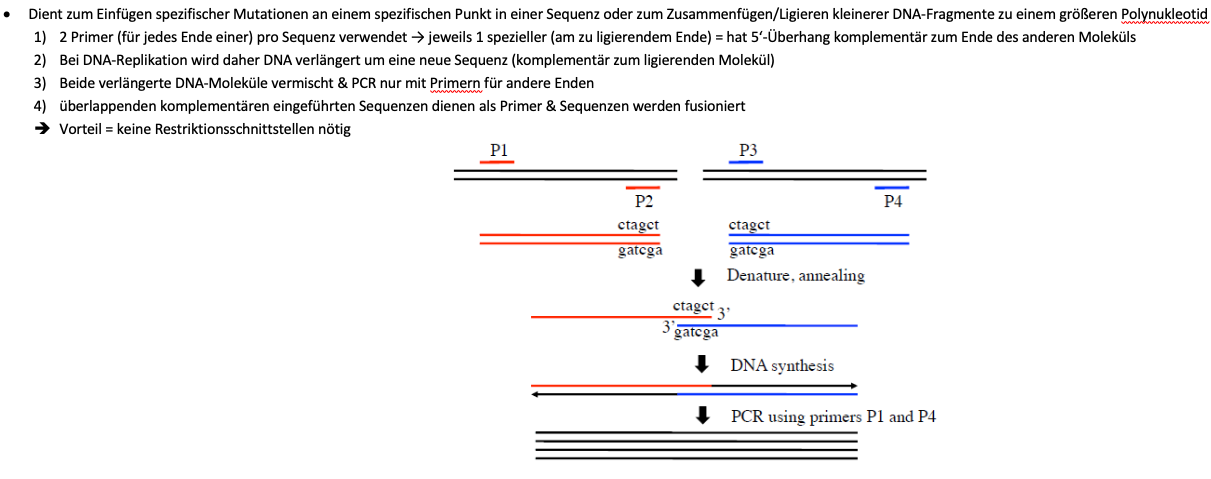 • Dient zum Einfügen spezifischer Mutationen an einem spezifischen Punkt in einer Sequenz oder zum Zusammenfügen/Ligieren kleinerer DNA-Fragmente zu einem größeren Polynukleotid
1) 2 Primer (für jedes Ende einer) pro Sequenz verwendet → jeweils 1 spezieller (am zu ligierendem Ende) = hat 5‘-Überhang komplementär zum Ende des anderen Moleküls
2) Bei DNA-Replikation wird daher DNA verlängert um eine neue Sequenz (komplementär zum ligierenden Molekül)
3) Beide verlängerte DNA-Moleküle vermischt & PCR nur mit Primern für andere Enden
4) überlappenden komplementären eingeführten Sequenzen dienen als Primer & Sequenzen werden fusioniert
➔ Vorteil = keine Restriktionsschnittstellen nötig
P1 P3
P2 P4
ctagct ctagct
gatcga gatcga
Denature, annealing
ctagct 3’
3’ gatcga
DNA synthesis
PCR using primers P1 and P4